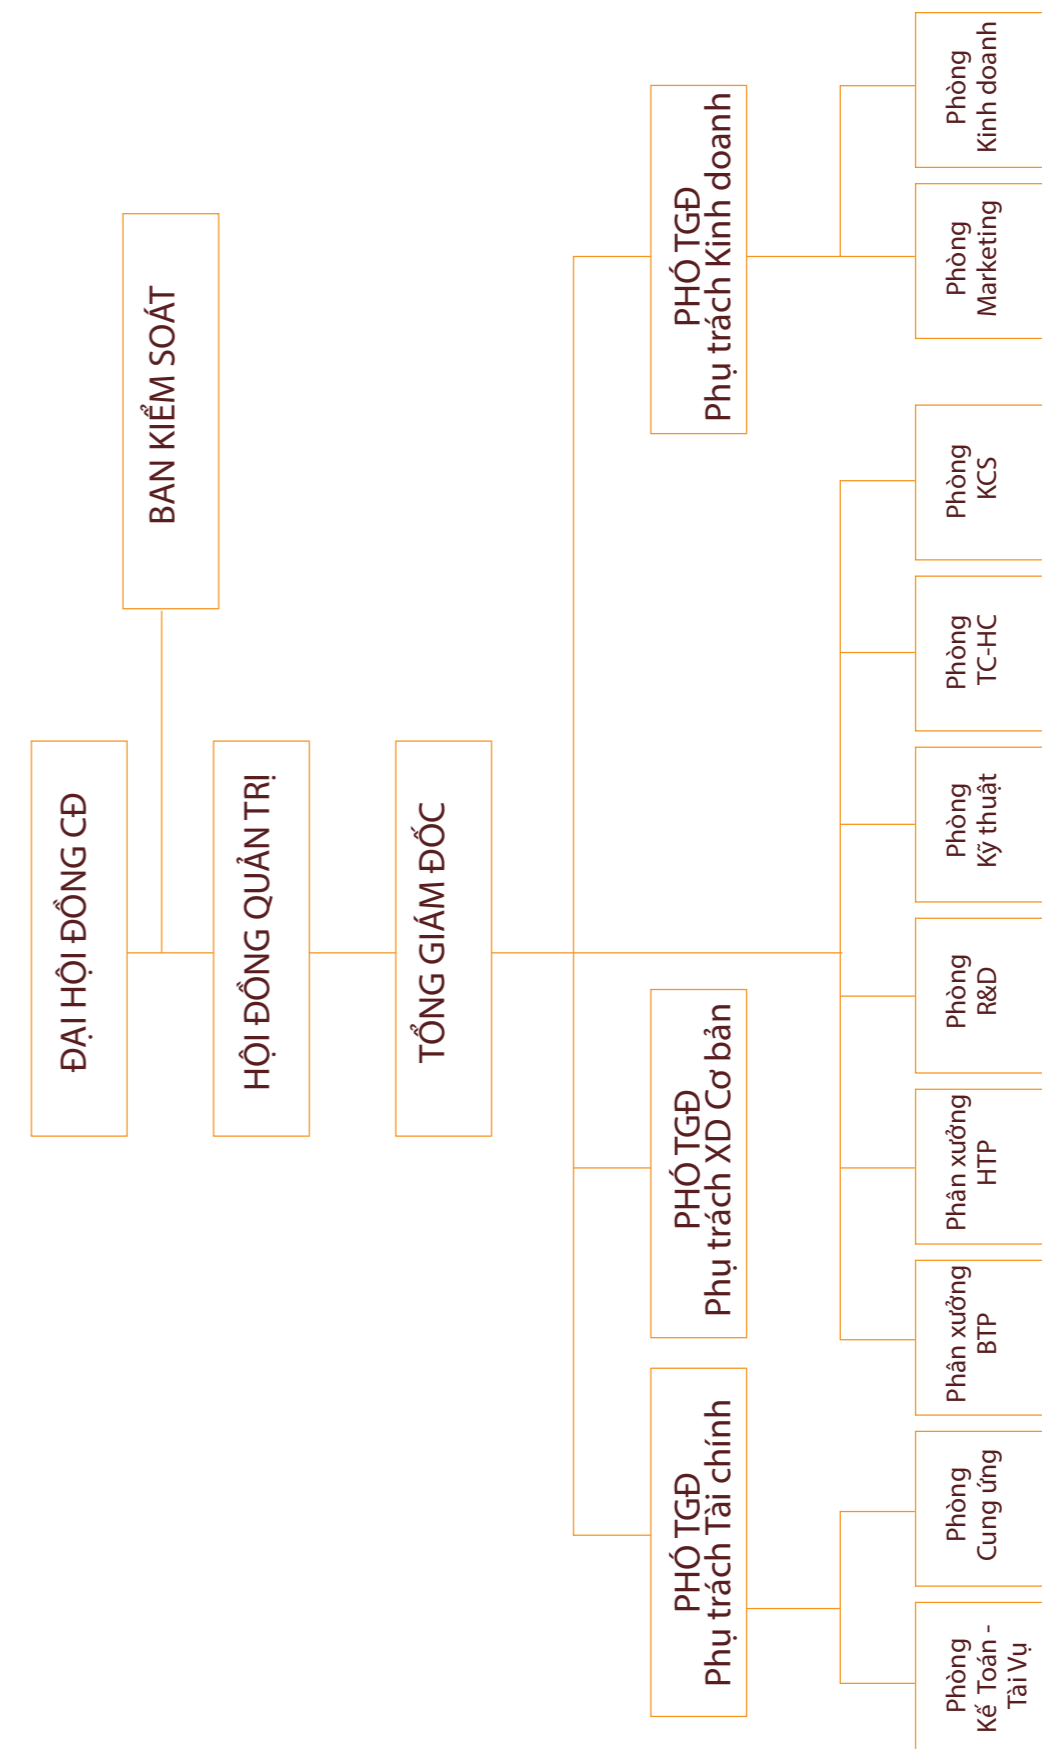 ĐẠI HỘI ĐỒNG CĐ
BAN KIỂM SOÁT
HỘI ĐỒNG QUẢN TRỊ
TỔNG GIÁM ĐỐC
PHÓ TGĐ
Phụ trách Tài chính
PHÓ TGĐ
Phụ trách XD Cơ bản
PHÓ TGĐ
Phụ trách Kinh doanh
Phòng
Kế Toán -
Tài Vụ
Phòng
Cung ứng
Phân xưởng
BTP
Phân xưởng
HTP
Phòng
R&D
Phòng
Kỹ thuật
Phòng
TC-HC
Phòng
KCS
Phòng
Marketing
Phòng
Kinh doanh